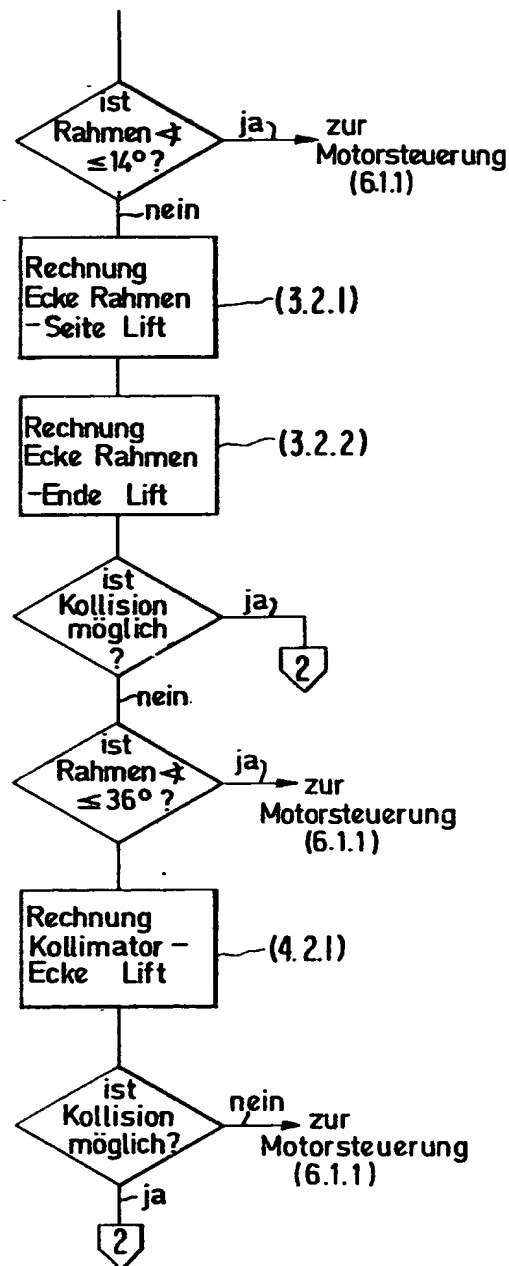 ist
Rahmen ∢
≤14°?
ja
zur
Motorsteuerung
(6.1.1)
nein
Rechnung
Ecke Rahmen
-Seite Lift
(3.2.1)
Rechnung
Ecke Rahmen
-Ende Lift
(3.2.2)
ist
Kollision
möglich
?
ja
2
nein
ist
Rahmen ∢
≤36°?
ja
zur
Motorsteuerung
(6.1.1)
Rechnung
Kollimator-
Ecke Lift
(4.2.1)
ist
Kollision
möglich?
nein
zur
Motorsteuerung
(6.1.1)
ja
2